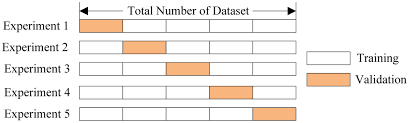 Total Number of Dataset
Experiment 1
Experiment 2
Experiment 3
Experiment 4
Experiment 5
Training
Validation